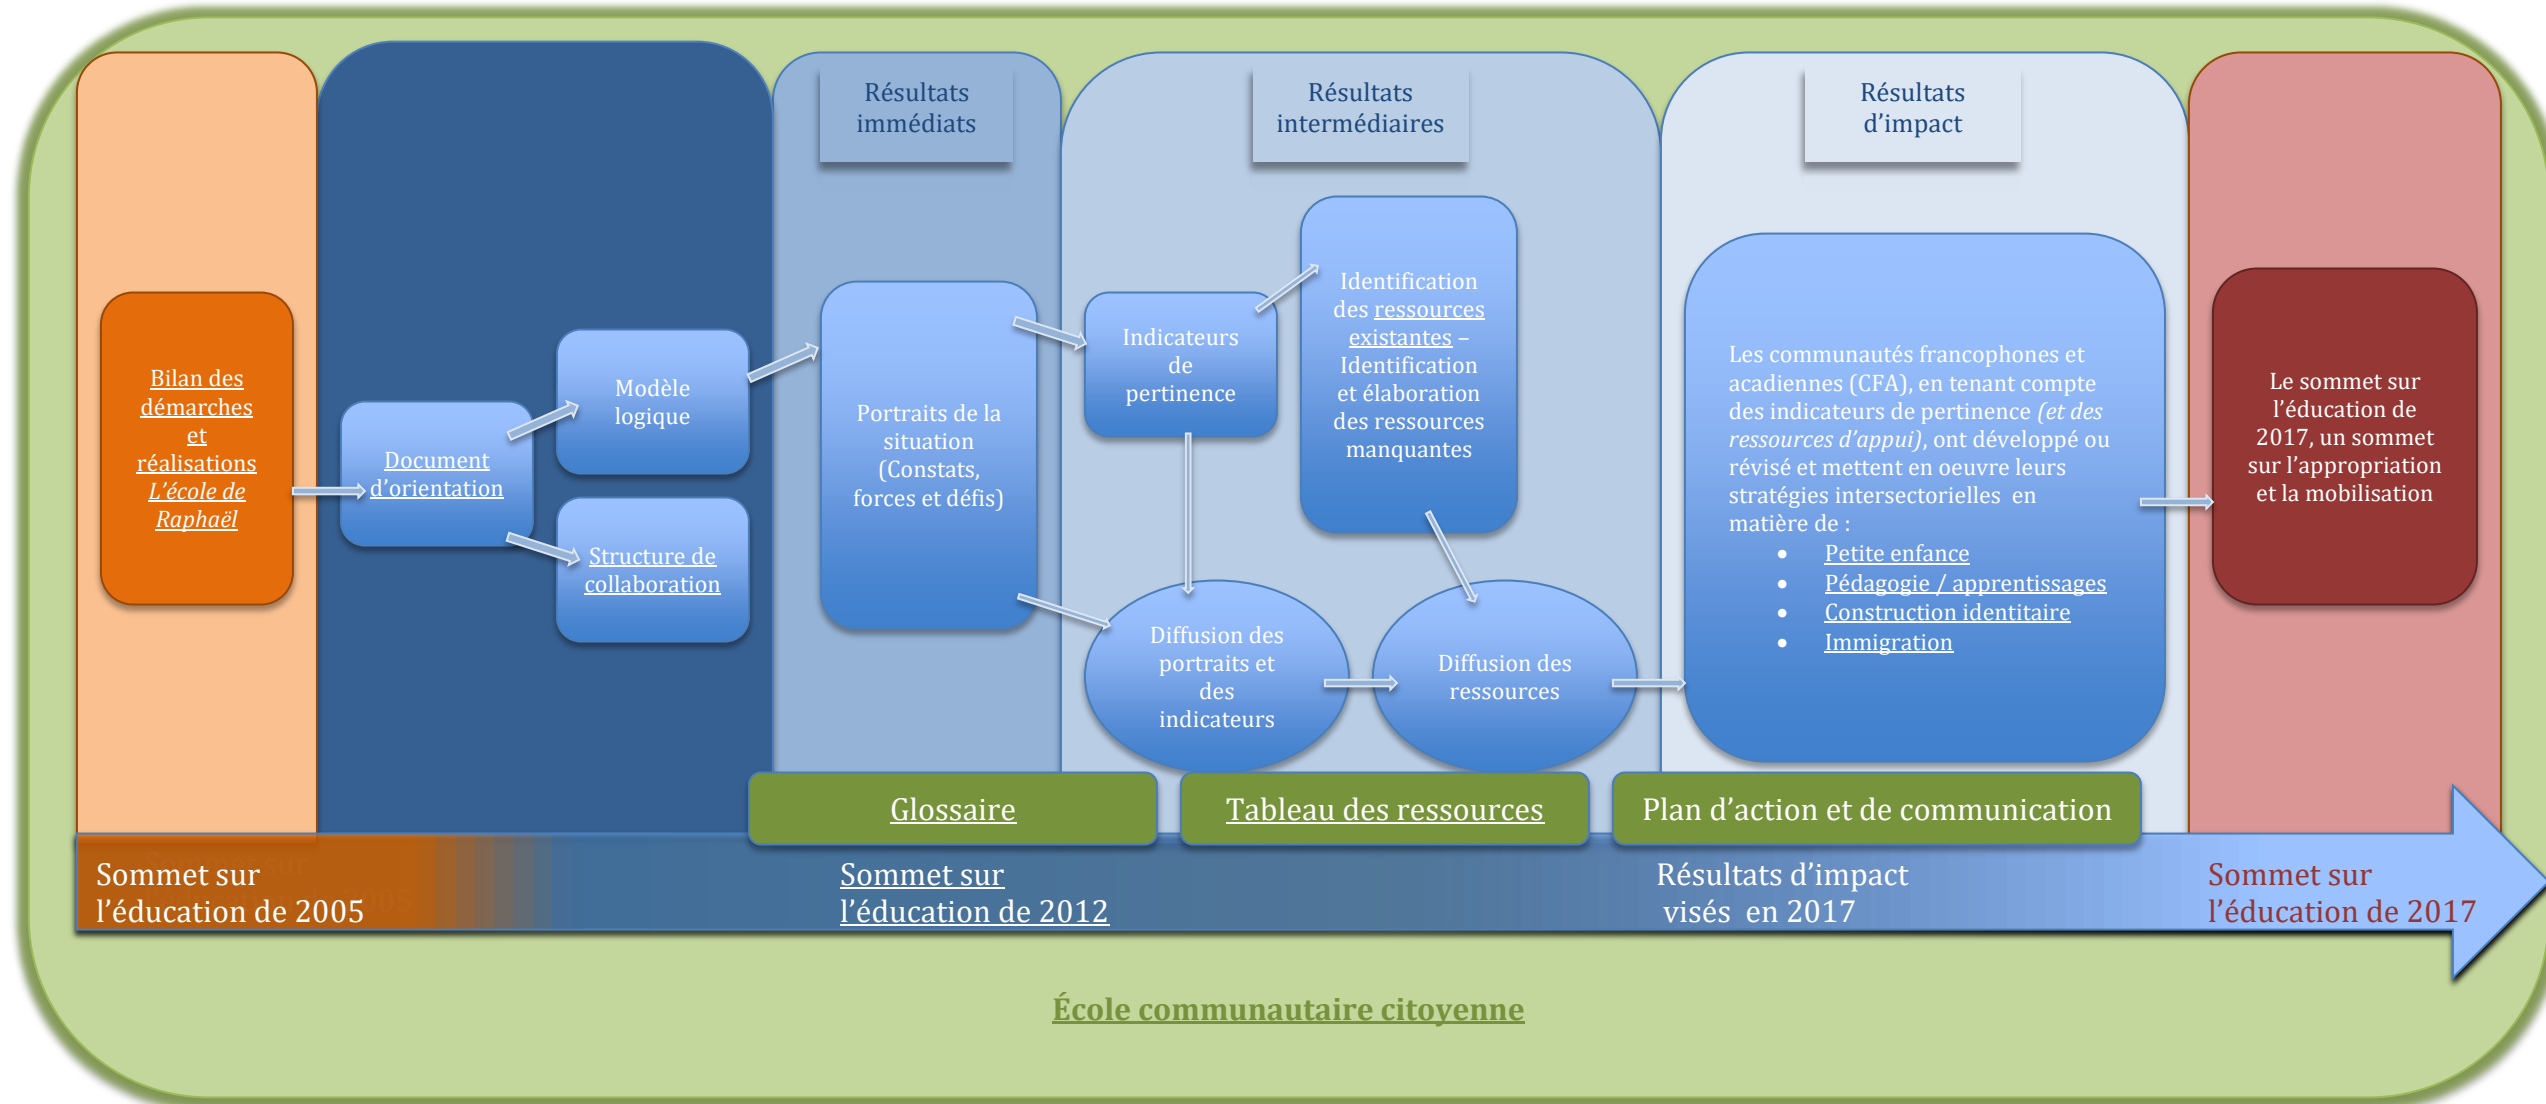 Résultats
immédiats
Résultats
intermédiaires
Résultats
d’impact
Bilan des
démarches
et
réalisations
L’école de
Raphaël
Document
d’orientation
Modèle
logique
Structure de
collaboration
Portraits de la
situation
(Constats,
forces et défis)
Indicateurs
de
pertinence
Identification
des ressources
existantes –
Identification
et élaboration
des ressources
manquantes
Diffusion des
portraits et
des
indicateurs
Diffusion des
ressources
Les communautés francophones et
acadiennes (CFA), en tenant compte
des indicateurs de pertinence (et des
ressources d’appui), ont développé ou
révisé et mettent en oeuvre leurs
stratégies intersectorielles en
matière de :
• Petite enfance
• Pédagogie / apprentissages
• Construction identitaire
• Immigration
Le sommet sur
l’éducation de
2017, un sommet
sur l’appropriation
et la mobilisation
Glossaire
Tableau des ressources
Plan d’action et de communication
Sommet sur
l’éducation de 2005
Sommet sur
l’éducation de 2012
Résultats d’impact
visés en 2017
Sommet sur
l’éducation de 2017
École communautaire citoyenne